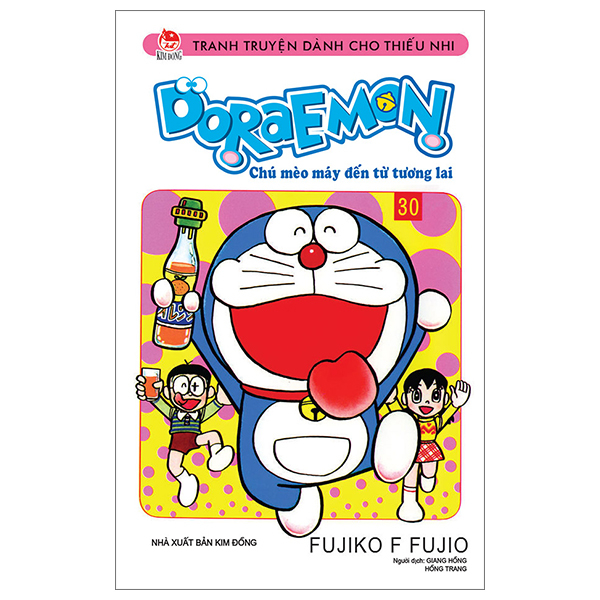 KIM ĐỒNG
TRANH TRUYỆN DÀNH CHO THIẾU NHI
DORAEMON
Chú mèo máy đến từ tương lai
30
NHÀ XUẤT BẢN KIM ĐỒNG
FUJIKO F FUJIO
Người dịch: GIANG HỒNG
HỒNG TRANG